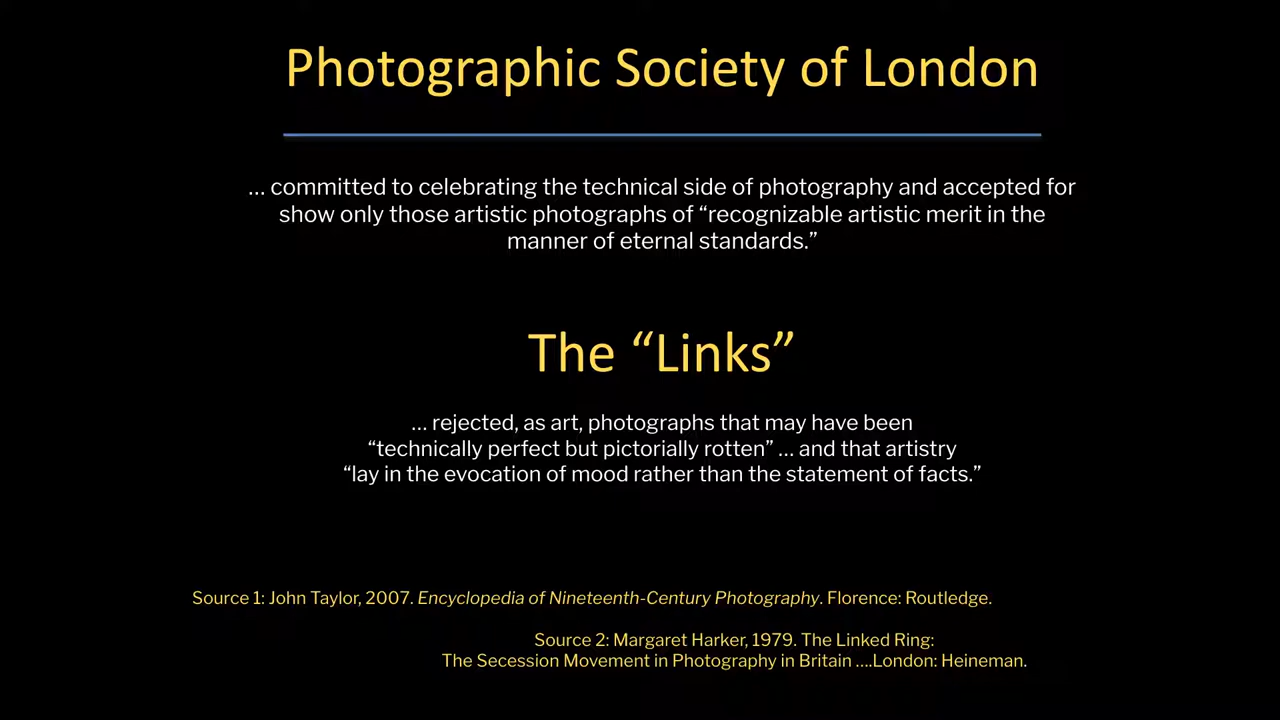 Photographic Society of London
... committed to celebrating the technical side of photography and accepted for
show only those artistic photographs of “recognizable artistic merit in the
manner of eternal standards.”
The “Links”
... rejected, as art, photographs that may have been
“technically perfect but pictorially rotten” ... and that artistry
“lay in the evocation of mood rather than the statement of facts.”
Source 1: John Taylor, 2007. Encyclopedia of Nineteenth-Century Photography. Florence: Routledge.
Source 2: Margaret Harker, 1979. The Linked Ring:
The Secession Movement in Photography in Britain ....London: Heineman.